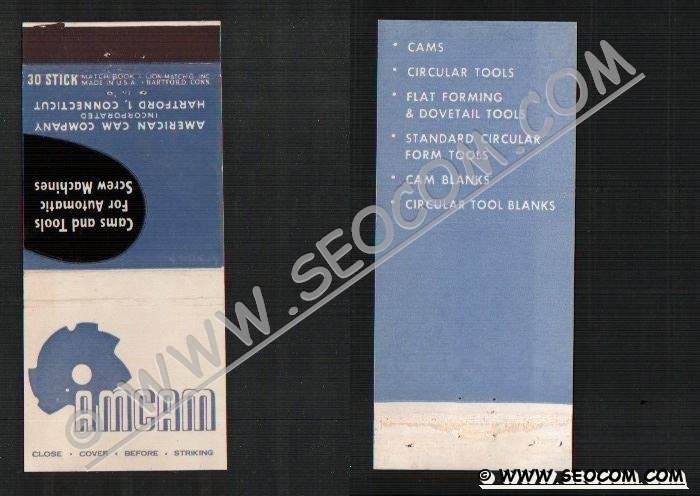 30 STICK
MATCH BOOK · LION MATCH CO. INC.
MADE IN U.S.A. · HARTFORD, CONN.
AMERICAN CAM COMPANY
INCORPORATED
HARTFORD 1, CONNECTICUT
Cams and Tools
For Automatic
Screw Machines
AMCAM
CLOSE · COVER · BEFORE · STRIKING
• CAMS
• CIRCULAR TOOLS
• FLAT FORMING
& DOVETAIL TOOLS
• STANDARD CIRCULAR
FORM TOOLS
• CAM BLANKS
• CIRCULAR TOOL BLANKS
© WWW.SEOCOM.COM
© WWW.SEOCOM.COM